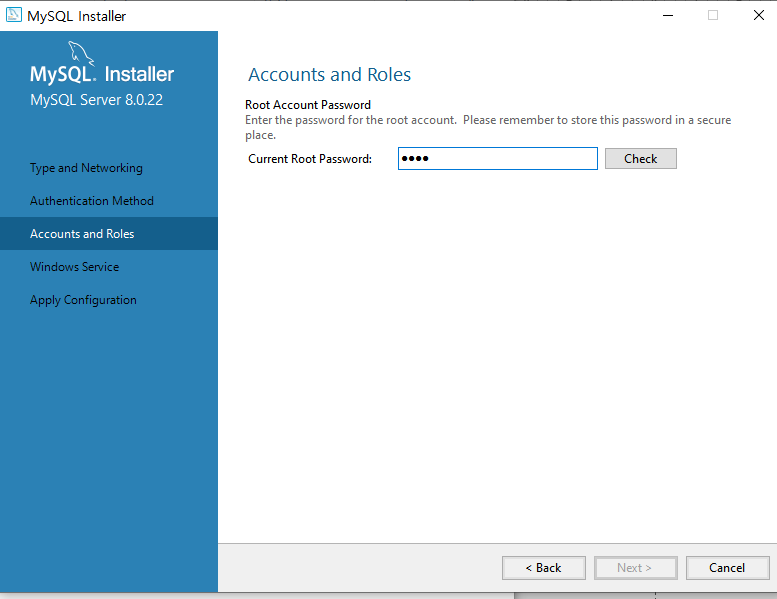 MySQL Installer
MySQL. Installer
MySQL Server 8.0.22
Type and Networking
Authentication Method
Accounts and Roles
Windows Service
Apply Configuration
Accounts and Roles
Root Account Password
Enter the password for the root account. Please remember to store this password in a secure
place.
Current Root Password:
Check
< Back
Next >
Cancel